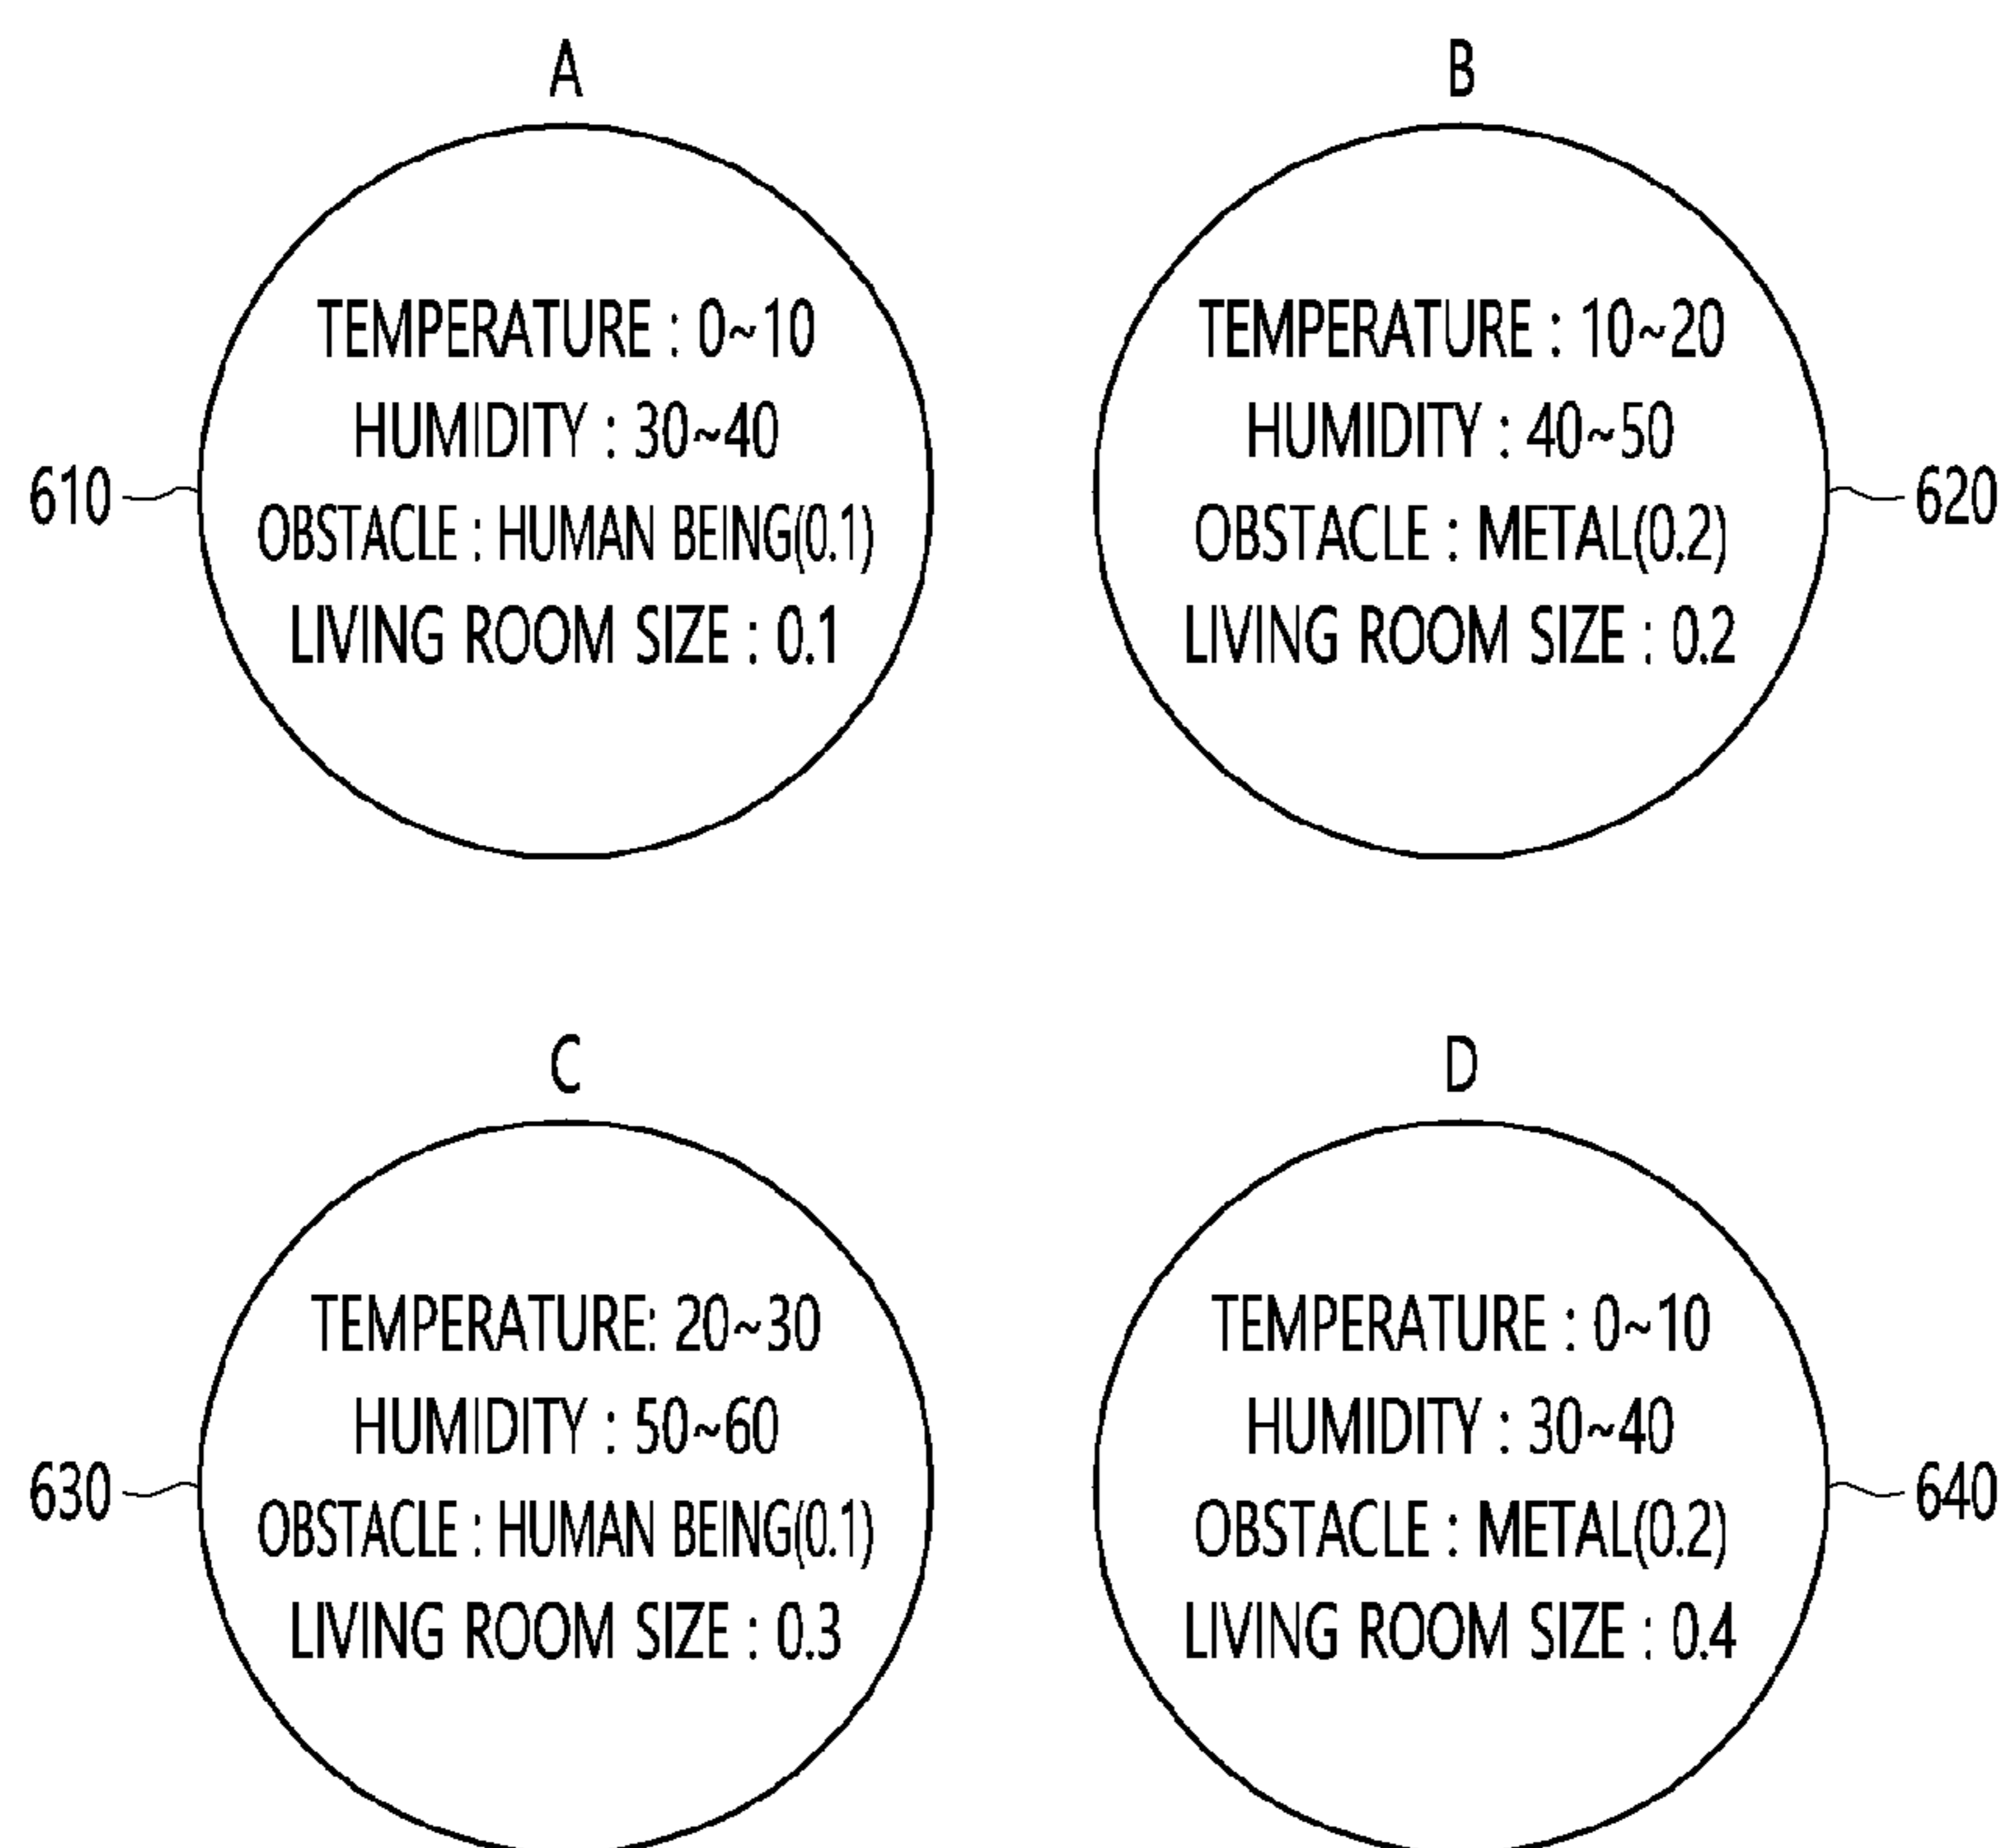 A
TEMPERATURE : 0~10
HUMIDITY : 30~40
OBSTACLE : HUMAN BEING(0.1)
LIVING ROOM SIZE : 0.1
610
B
TEMPERATURE : 10~20
HUMIDITY : 40~50
OBSTACLE : METAL(0.2)
LIVING ROOM SIZE : 0.2
620
C
TEMPERATURE: 20~30
HUMIDITY : 50~60
OBSTACLE : HUMAN BEING(0.1)
LIVING ROOM SIZE : 0.3
630
D
TEMPERATURE : 0~10
HUMIDITY : 30~40
OBSTACLE : METAL(0.2)
LIVING ROOM SIZE : 0.4
640